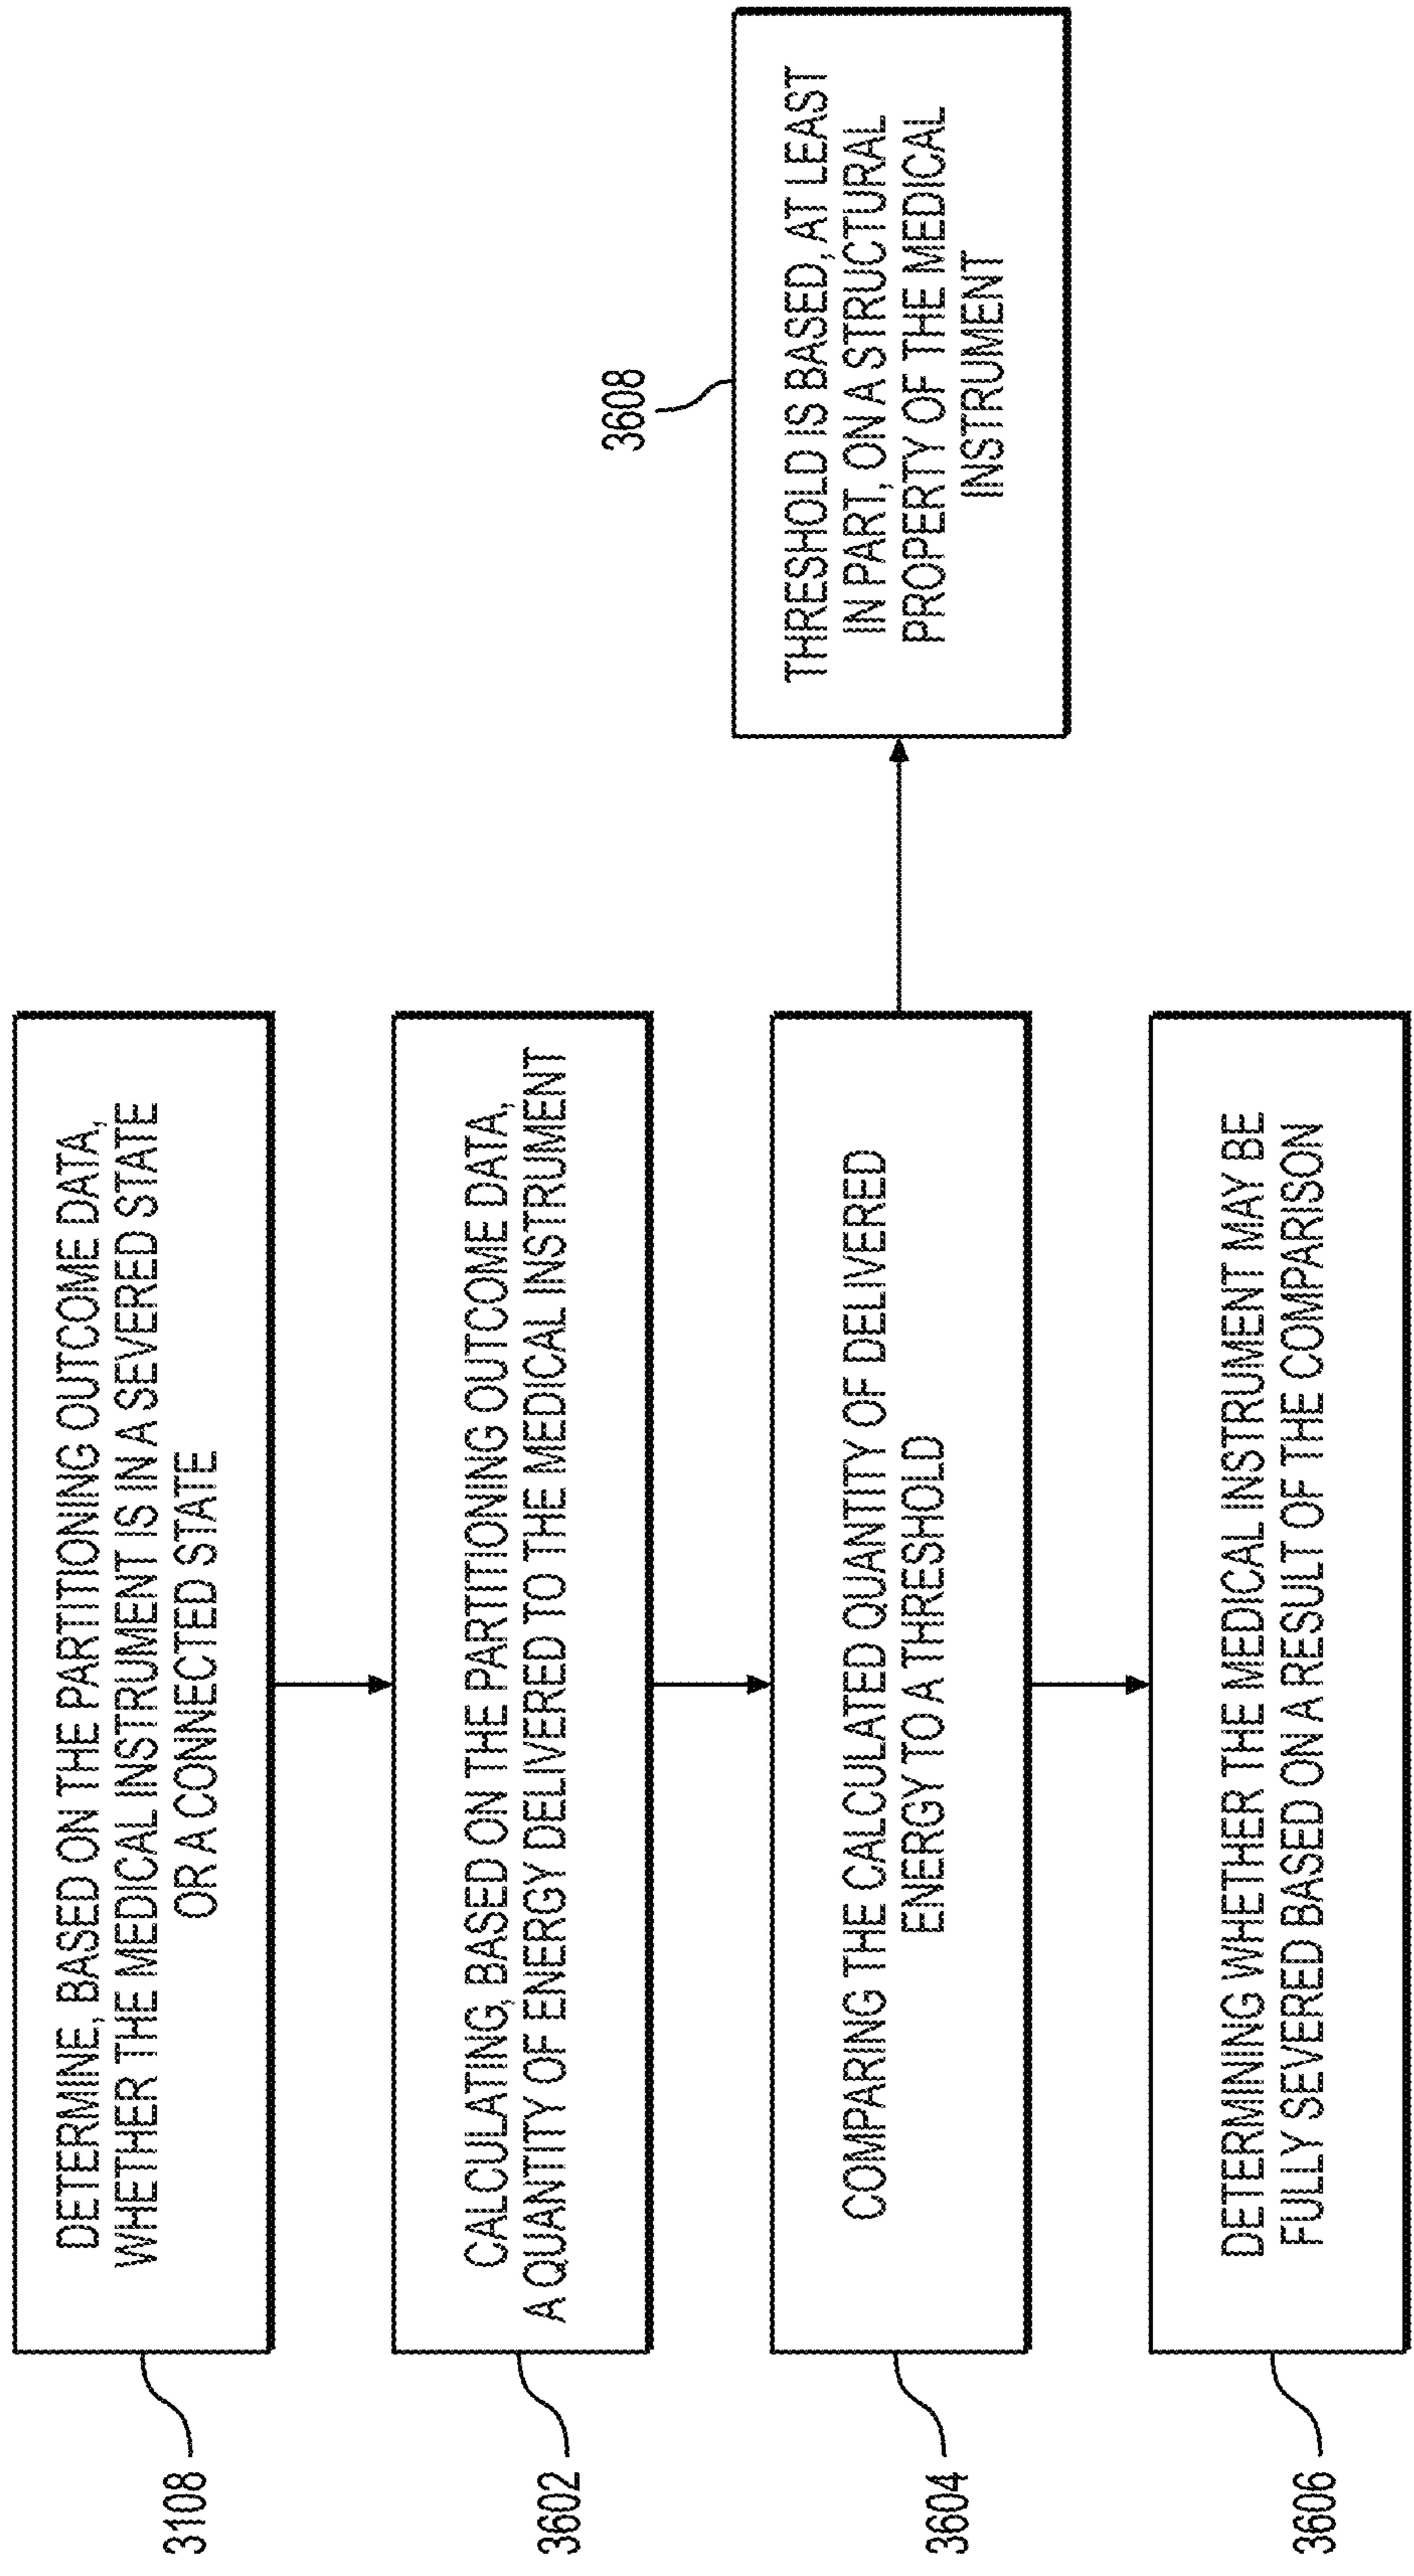 3108
DETERMINE, BASED ON THE PARTITIONING OUTCOME DATA,
WHETHER THE MEDICAL INSTRUMENT IS IN A SEVERED STATE
OR A CONNECTED STATE
3602
CALCULATING, BASED ON THE PARTITIONING OUTCOME DATA,
A QUANTITY OF ENERGY DELIVERED TO THE MEDICAL INSTRUMENT
3604
COMPARING THE CALCULATED QUANTITY OF DELIVERED
ENERGY TO A THRESHOLD
3608
THRESHOLD IS BASED, AT LEAST
IN PART, ON A STRUCTURAL
PROPERTY OF THE MEDICAL
INSTRUMENT
3606
DETERMINING WHETHER THE MEDICAL INSTRUMENT MAY BE
FULLY SEVERED BASED ON A RESULT OF THE COMPARISON